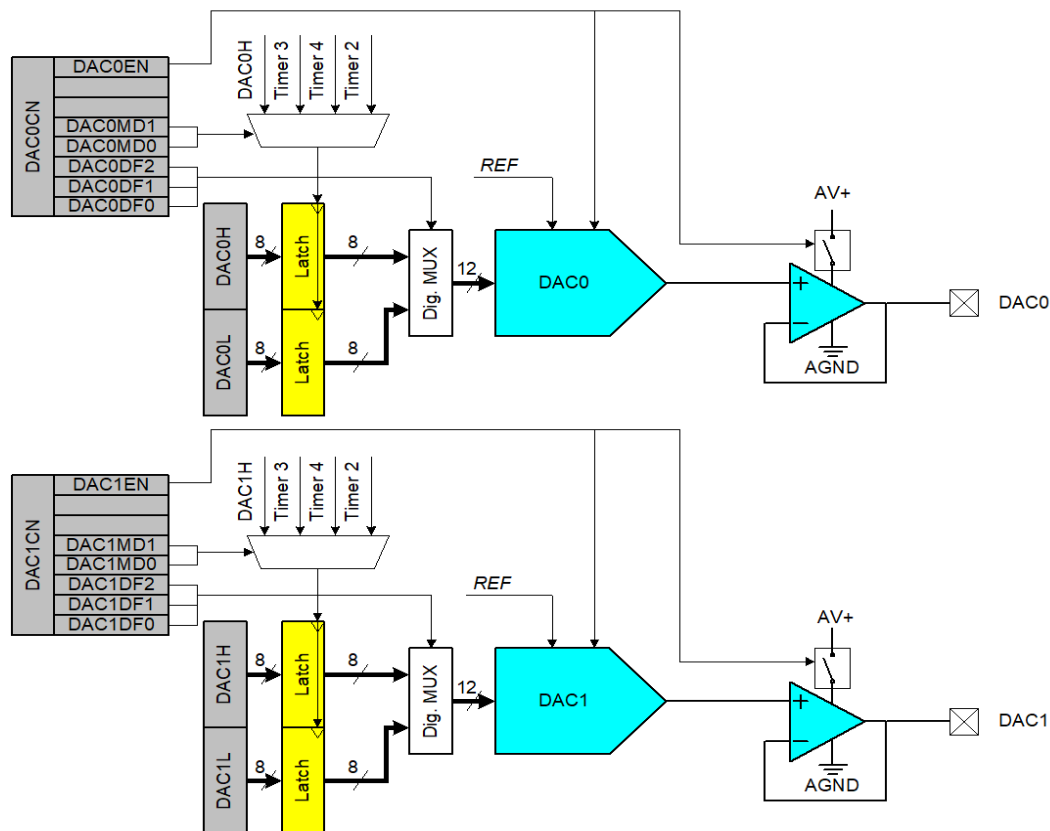 DAC0CN
DAC0EN
DAC0MD1
DAC0MD0
DAC0DF2
DAC0DF1
DAC0DF0
DAC0H
Timer 3
Timer 4
Timer 2
REF
AV+
DAC0H
8
Latch
8
Dig. MUX
12
DAC0
+
−
AGND
DAC0
DAC0L
8
Latch
8
DAC1CN
DAC1EN
DAC1MD1
DAC1MD0
DAC1DF2
DAC1DF1
DAC1DF0
DAC1H
Timer 3
Timer 4
Timer 2
REF
AV+
DAC1H
8
Latch
8
Dig. MUX
12
DAC1
+
−
AGND
DAC1
DAC1L
8
Latch
8